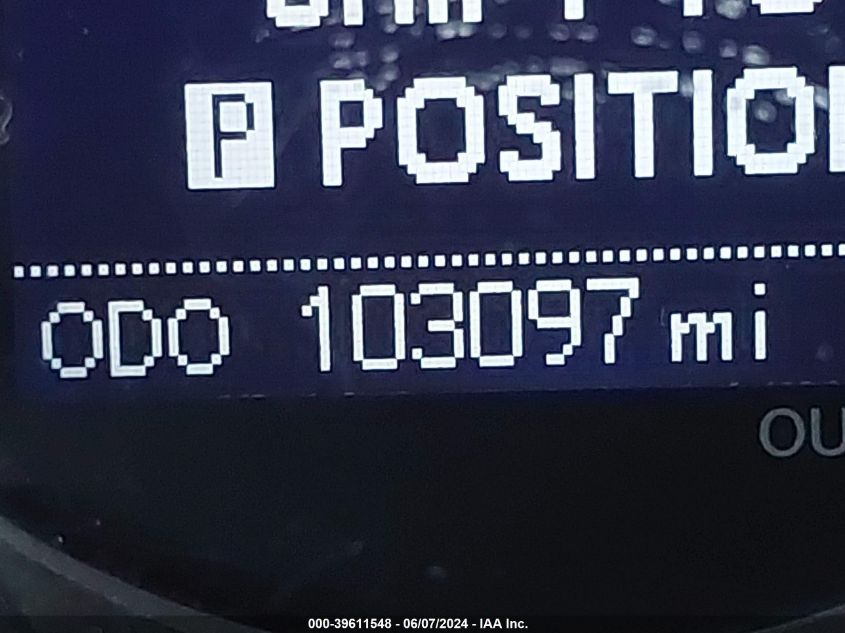 P POSITIO
ODO 103097 mi
OU
000-39611548 - 06/07/2024 - IAA Inc.